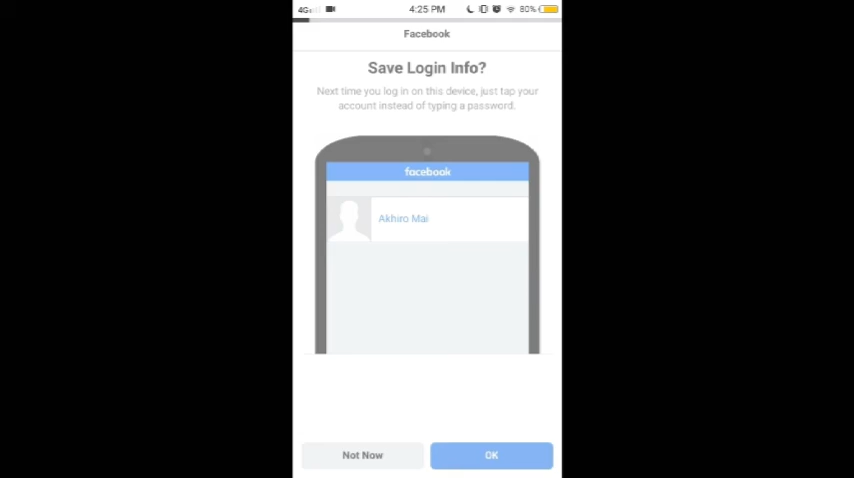 4G 4:25 PM 80%
Facebook
Save Login Info?
Next time you log in on this device, just tap your
account instead of typing a password.
facebook
Akhiro Mai
Not Now OK